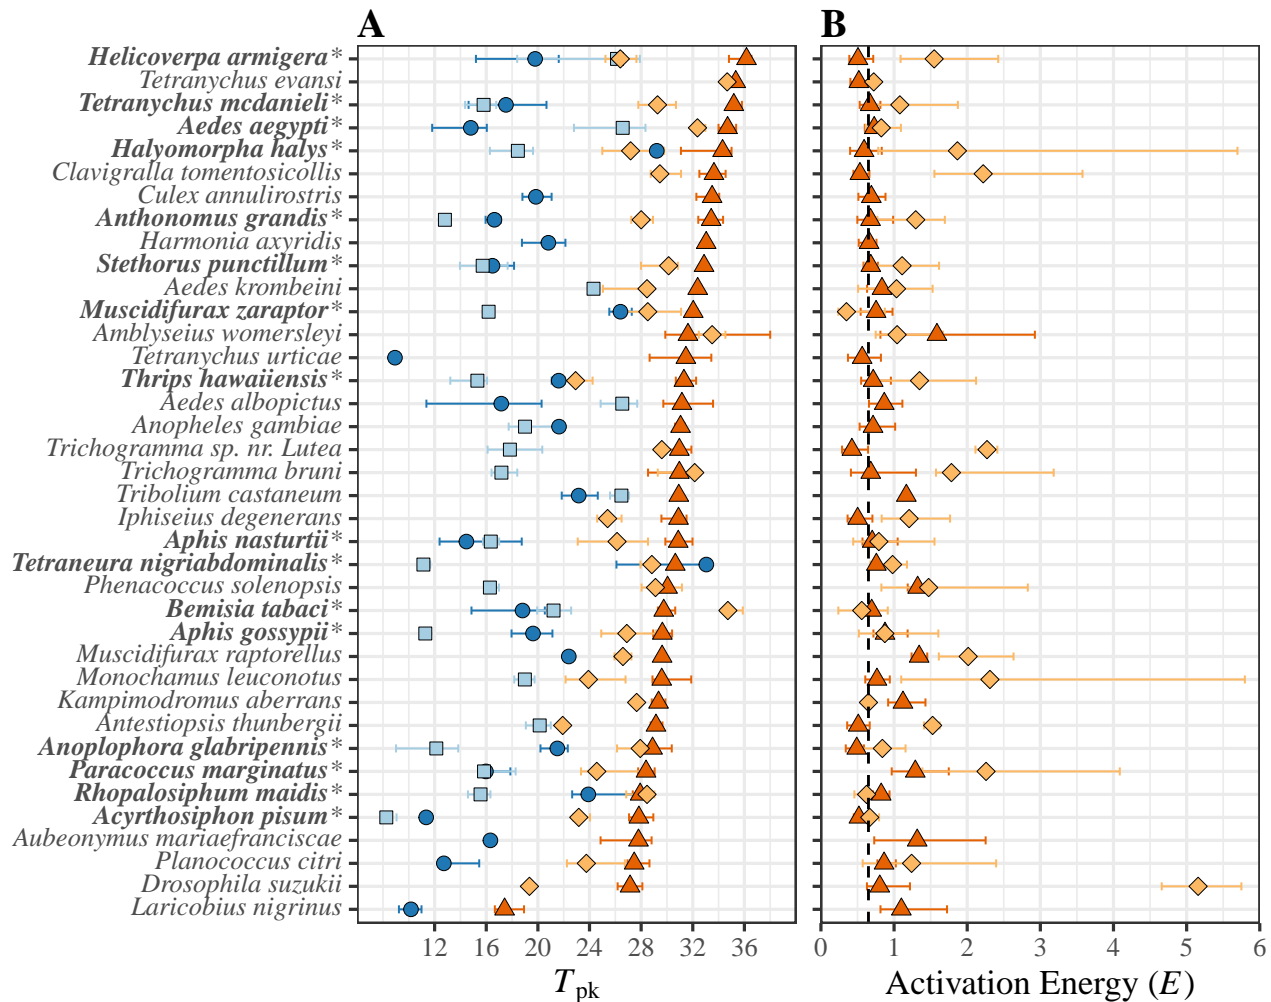 A B
Helicoverpa armigera*
Tetranychus evansi
Tetranychus mcdanieli*
Aedes aegypti*
Halyomorpha halys*
Clavigralla tomentosicollis
Culex annulirostris
Anthonomus grandis*
Harmonia axyridis
Stethorus punctillum*
Aedes krombeini
Muscidifurax zaraptor*
Amblyseius womersleyi
Tetranychus urticae
Thrips hawaiiensis*
Aedes albopictus
Anopheles gambiae
Trichogramma sp. nr. Lutea
Trichogramma bruni
Tribolium castaneum
Iphiseius degenerans
Aphis nasturtii*
Tetraneura nigriabdominalis*
Phenacoccus solenopsis
Bemisia tabaci*
Aphis gossypii*
Muscidifurax raptorellus
Monochamus leuconotus
Kampimodromus aberrans
Antestiopsis thunbergii
Anoplophora glabripennis*
Paracoccus marginatus*
Rhopalosiphum maidis*
Acyrthosiphon pisum*
Aubeonymus mariaefranciscae
Planococcus citri
Drosophila suzukii
Laricobius nigrinus
12 16 20 24 28 32 36 0 1 2 3 4 5 6
Tpk Activation Energy (E)